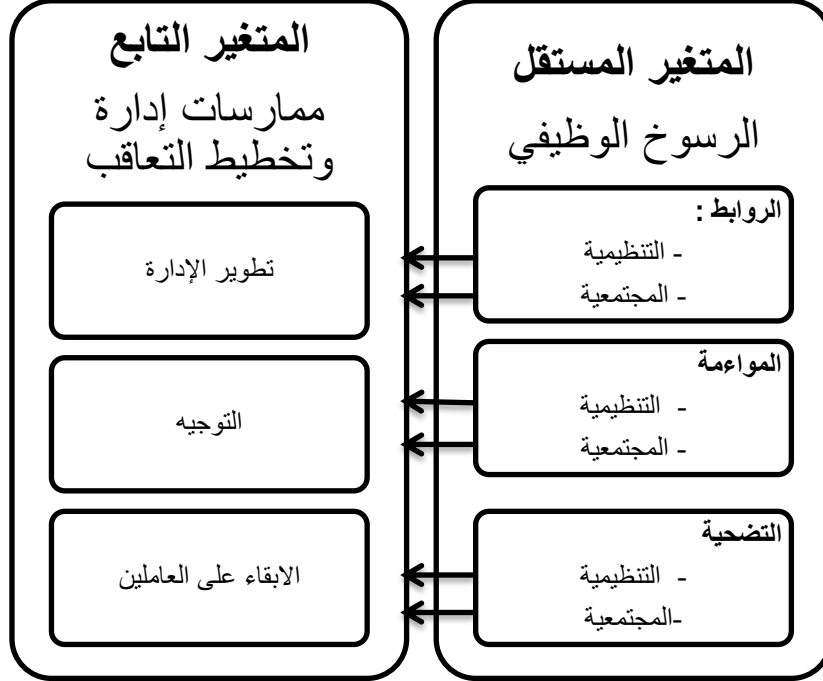 المتغير المستقل
الرسوخ الوظيفي
الروابط :
- التنظيمية
- المجتمعية
المواءمة
- التنظيمية
- المجتمعية
التضحية
- التنظيمية
-المجتمعية
المتغير التابع
ممارسات إدارة
وتخطيط التعاقب
تطوير الإدارة
التوجيه
الابقاء على العاملين